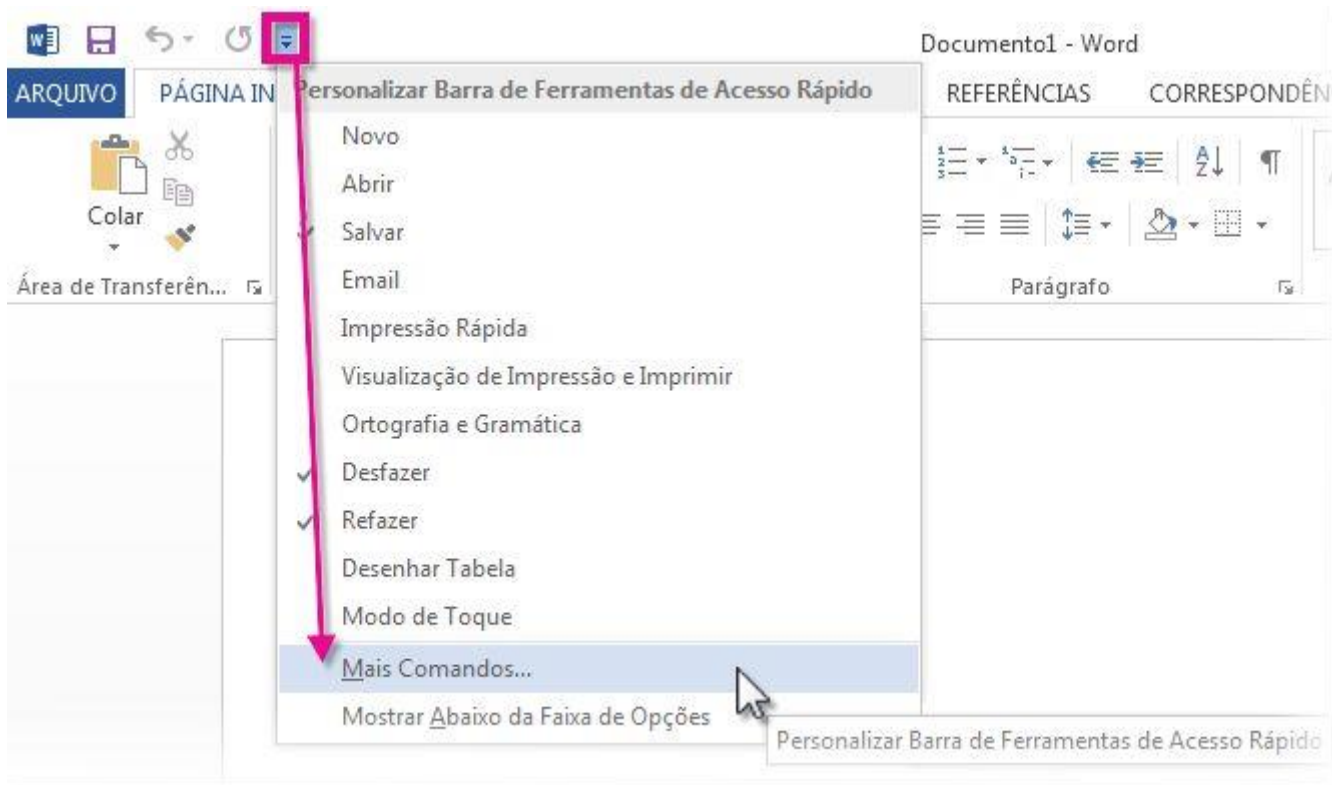 Documento1 - Word
ARQUIVO PÁGINA IN REFERÊNCIAS CORRESPONDÊN
Personalizar Barra de Ferramentas de Acesso Rápido
Novo
Abrir
Colar
Salvar
Email
Área de Transferên... Parágrafo
Impressão Rápida
Visualização de Impressão e Imprimir
Ortografia e Gramática
Desfazer
Refazer
Desenhar Tabela
Modo de Toque
Mais Comandos...
Mostrar Abaixo da Faixa de Opções
Personalizar Barra de Ferramentas de Acesso Rápido